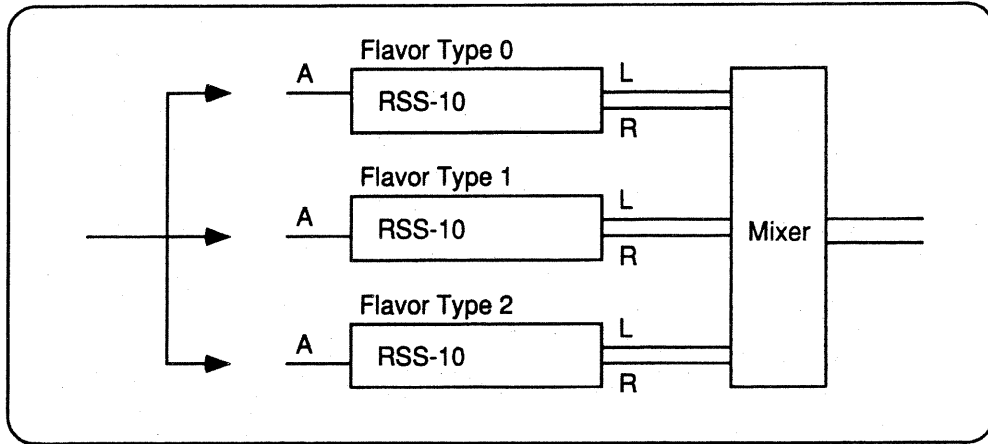 Flavor Type 0
A
RSS-10
L
R
Flavor Type 1
A
RSS-10
L
R
Mixer
Flavor Type 2
A
RSS-10
L
R